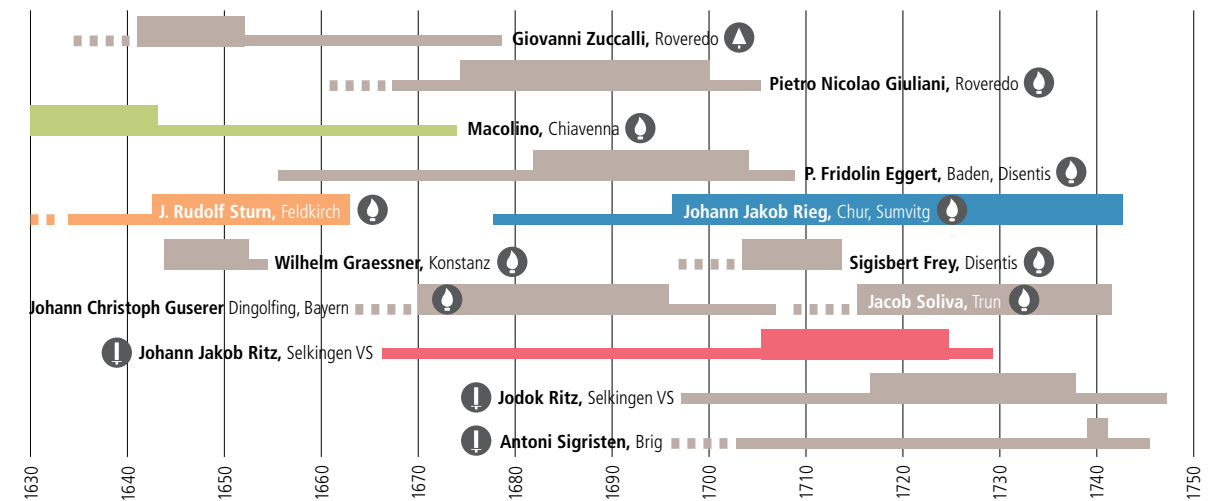 Giovanni Zuccalli, Roveredo
Pietro Nicolao Giuliani, Roveredo
Macolino, Chiavenna
P. Fridolin Eggert, Baden, Disentis
J. Rudolf Sturn, Feldkirch
Johann Jakob Rieg, Chur, Sumvitg
Wilhelm Graessner, Konstanz
Sigisbert Frey, Disentis
Johann Christoph Guserer Dingolfing, Bayern
Jacob Soliva, Trun
Johann Jakob Ritz, Selkingen VS
Jodok Ritz, Selkingen VS
Antoni Sigristen, Brig
1630
1640
1650
1660
1670
1680
1690
1700
1710
1720
1730
1740
1750